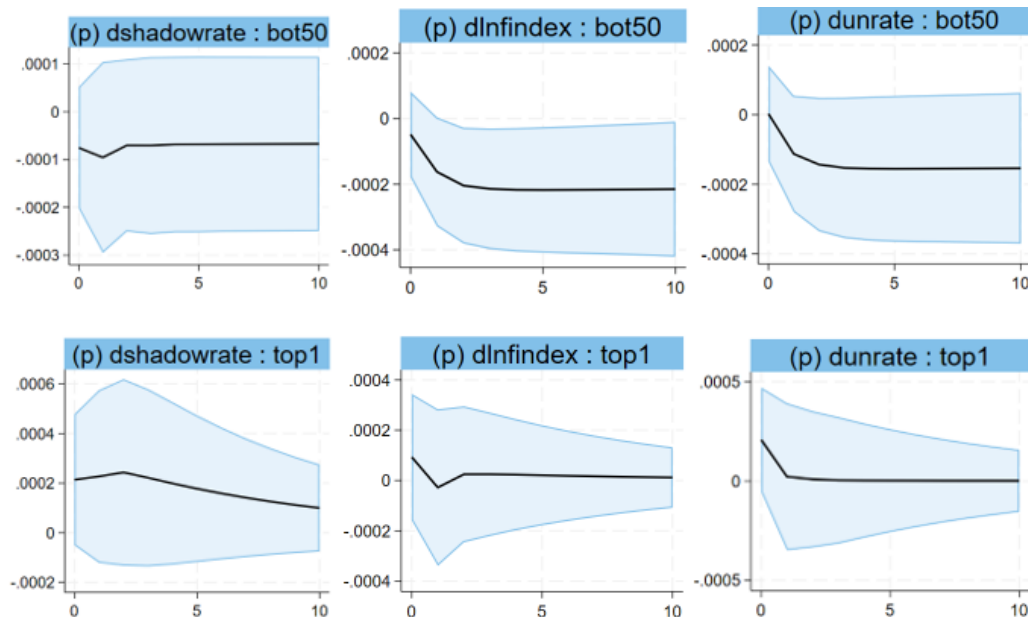 (p) dshadowrate : bot50
.0001
0
-.0001
-.0002
-.0003
0 5 10
(p) dlnfindex : bot50
.0002
0
-.0002
-.0004
0 5 10
(p) dunrate : bot50
.0002
0
-.0002
-.0004
0 5 10
(p) dshadowrate : top1
.0006
.0004
.0002
0
-.0002
0 5 10
(p) dlnfindex : top1
.0004
.0002
0
-.0002
-.0004
0 5 10
(p) dunrate : top1
.0005
0
-.0005
0 5 10